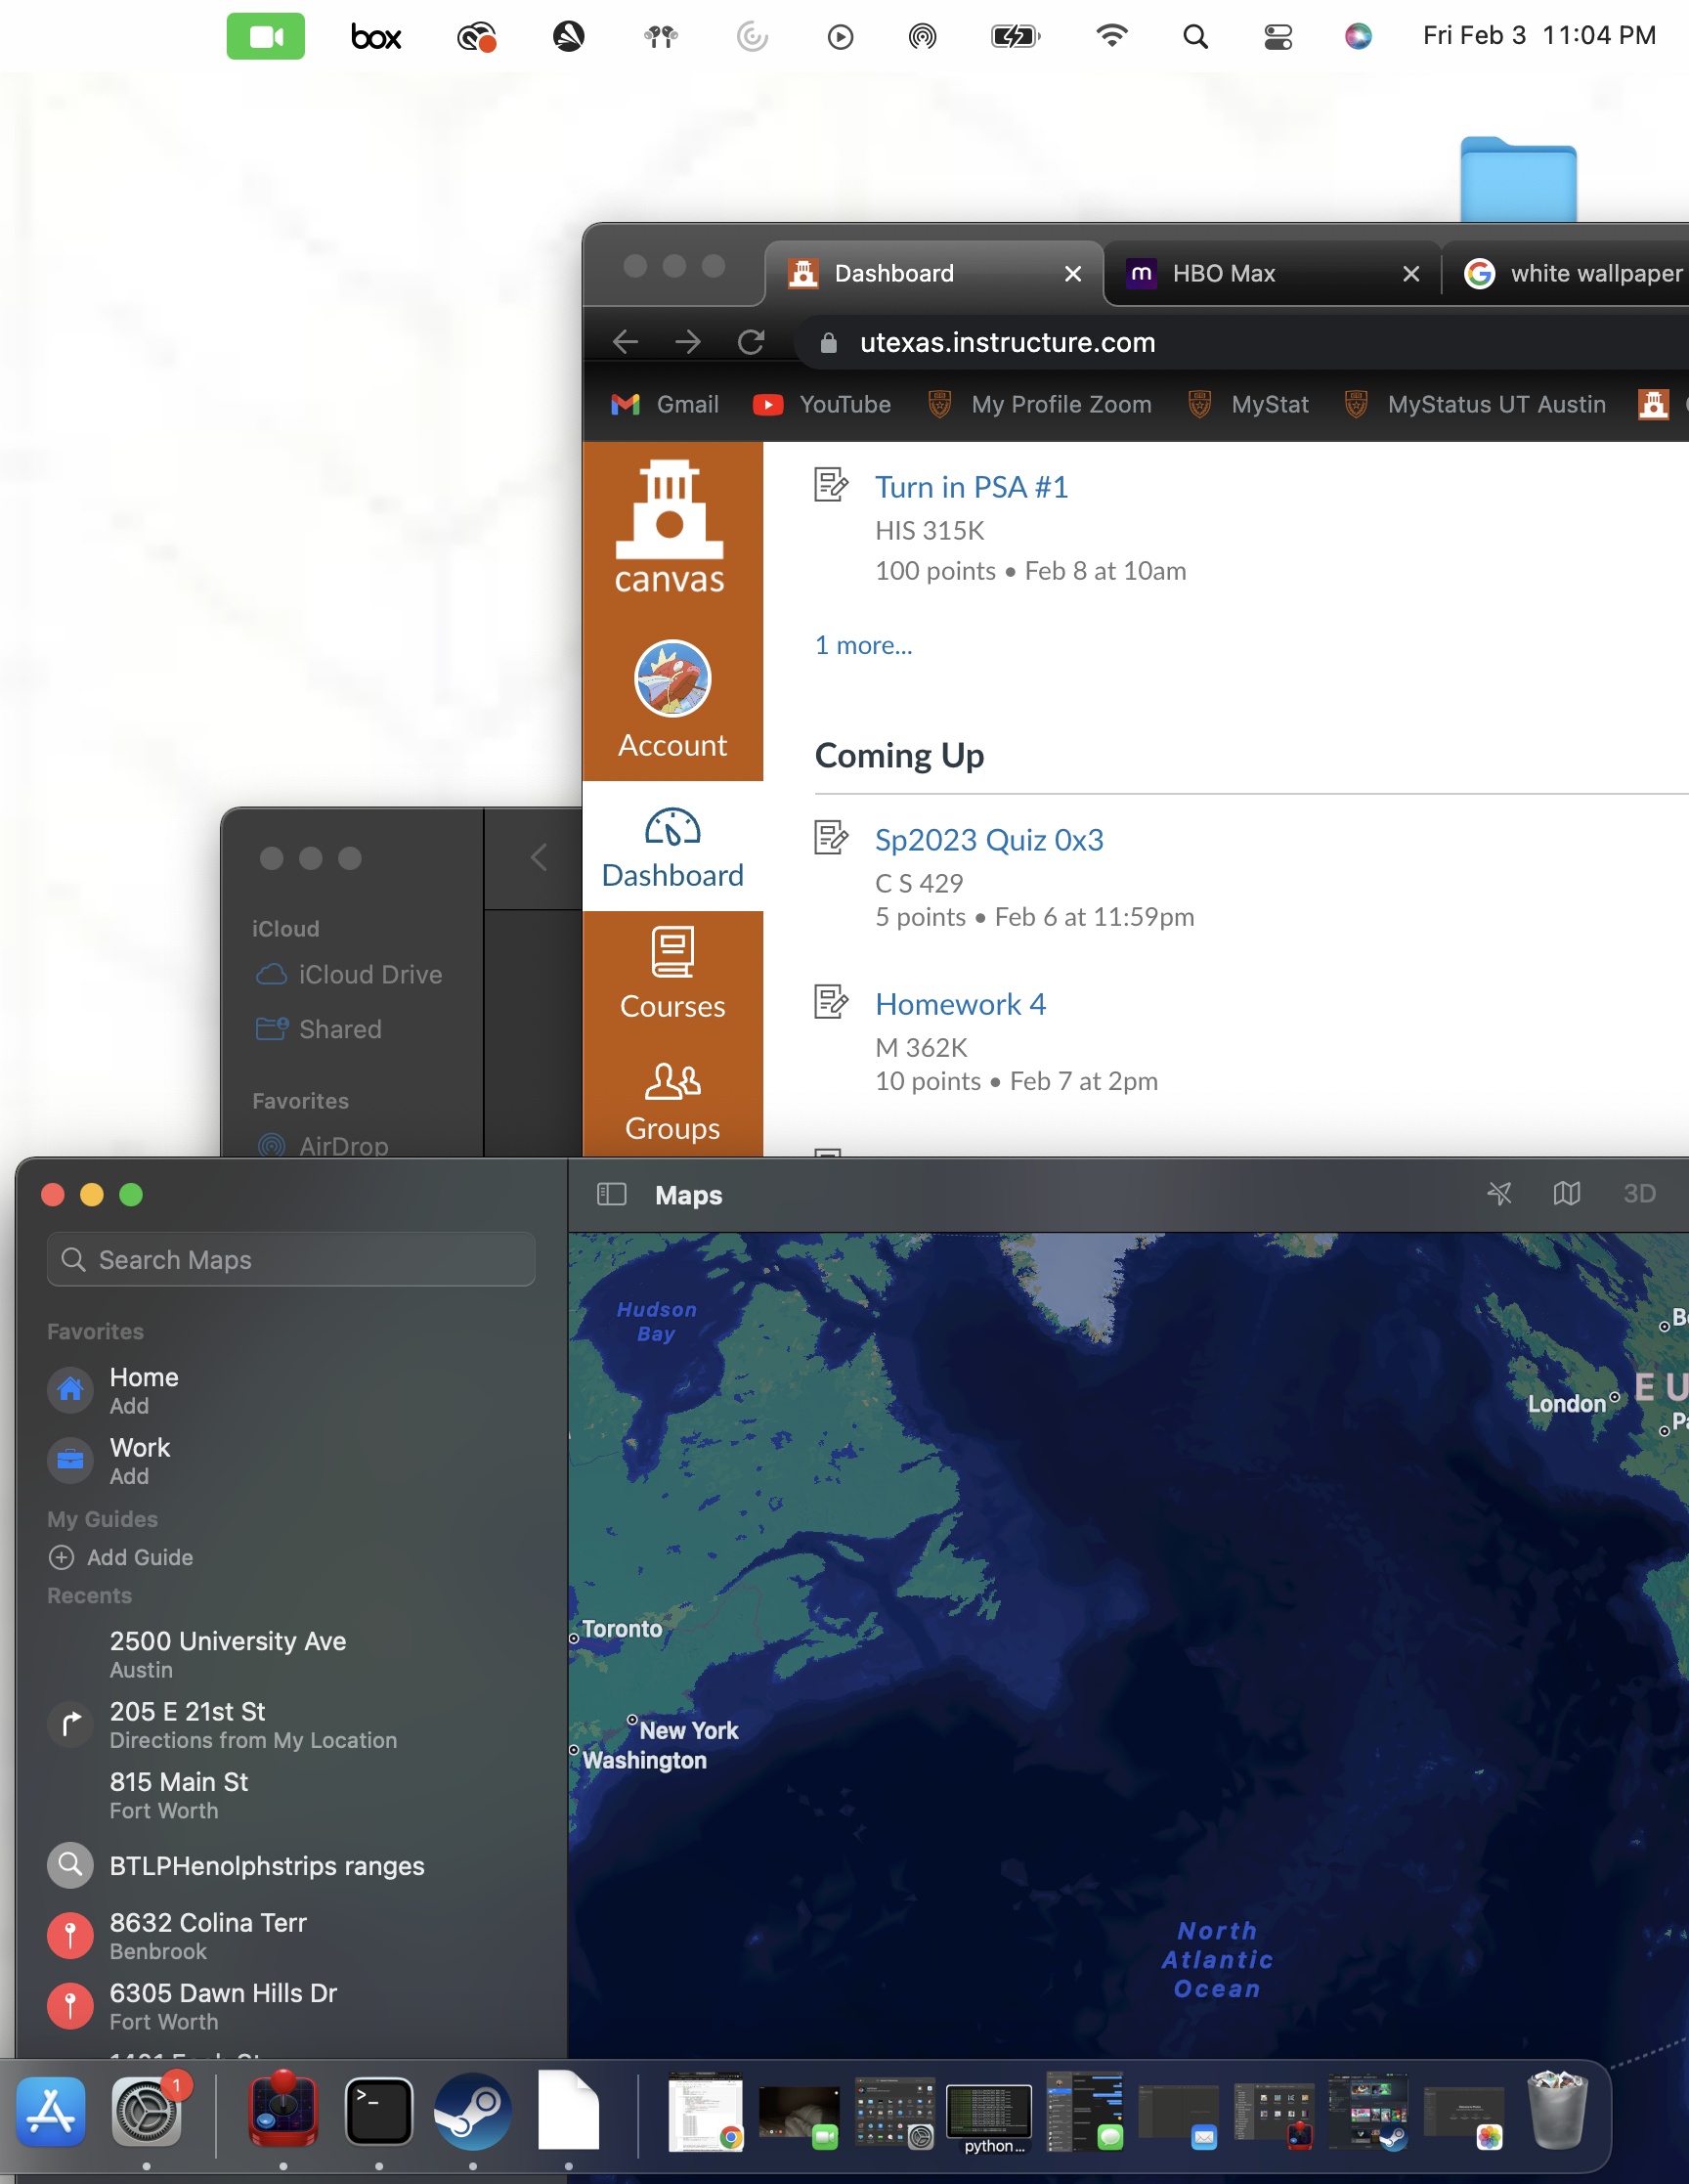 box
Fri Feb 3 11:04 PM
Dashboard
HBO Max
white wallpaper
utexas.instructure.com
Gmail
YouTube
My Profile Zoom
MyStat
MyStatus UT Austin
canvas
Account
Dashboard
Courses
Groups
Turn in PSA #1
HIS 315K
100 points • Feb 8 at 10am
1 more...
Coming Up
Sp2023 Quiz 0x3
C S 429
5 points • Feb 6 at 11:59pm
Homework 4
M 362K
10 points • Feb 7 at 2pm
iCloud
iCloud Drive
Shared
Favorites
AirDrop
Maps
3D
Search Maps
Favorites
Home
Add
Work
Add
My Guides
Add Guide
Recents
2500 University Ave
Austin
205 E 21st St
Directions from My Location
815 Main St
Fort Worth
BTLPHenolphstrips ranges
8632 Colina Terr
Benbrook
6305 Dawn Hills Dr
Fort Worth
Hudson
Bay
London
Toronto
New York
Washington
North
Atlantic
Ocean
1
python...